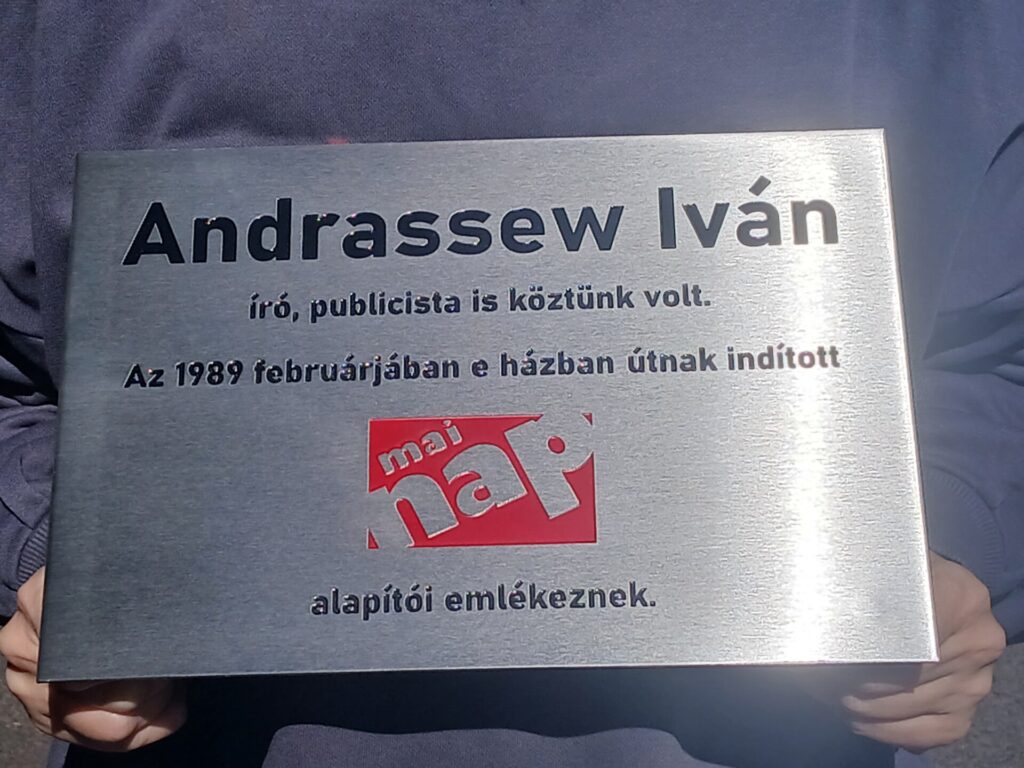 Andrassew Iván
író, publicista is köztünk volt.
Az 1989 februárjában e házban útnak indított
mai
nap
alapítói emlékeznek.